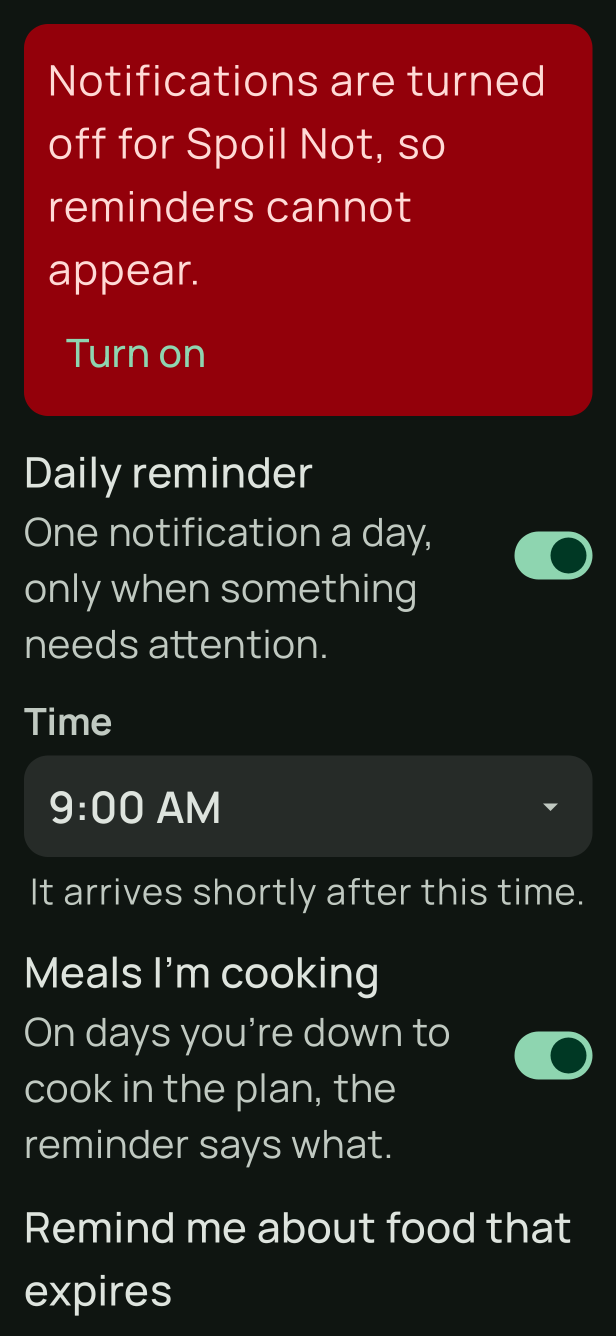 Notifications are turned
off for Spoil Not, so
reminders cannot
appear.
Turn on
Daily reminder
One notification a day,
only when something
needs attention.
Time
9:00 AM
It arrives shortly after this time.
Meals I’m cooking
On days you’re down to
cook in the plan, the
reminder says what.
Remind me about food that
expires